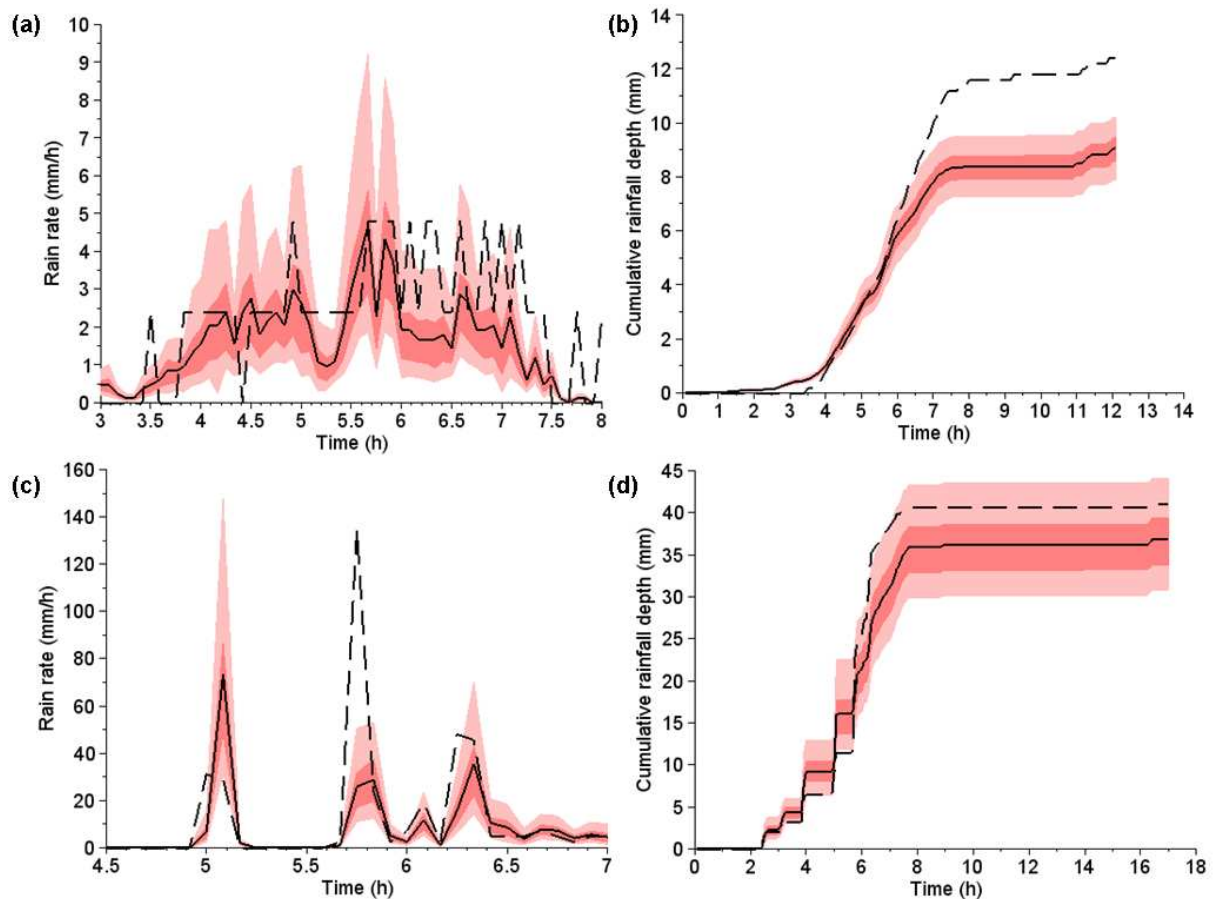 (a)
Rain rate (mm/h)
10
9
8
7
6
5
4
3
2
1
0
3 3.5 4 4.5 5 5.5 6 6.5 7 7.5 8
Time (h)
(b)
Cumulative rainfall depth (mm)
14
12
10
8
6
4
2
0
0 1 2 3 4 5 6 7 8 9 10 11 12 13 14
Time (h)
(c)
Rain rate (mm/h)
160
140
120
100
80
60
40
20
0
4.5 5 5.5 6 6.5 7
Time (h)
(d)
Cumulative rainfall depth (mm)
45
40
35
30
25
20
15
10
5
0
0 2 4 6 8 10 12 14 16 18
Time (h)